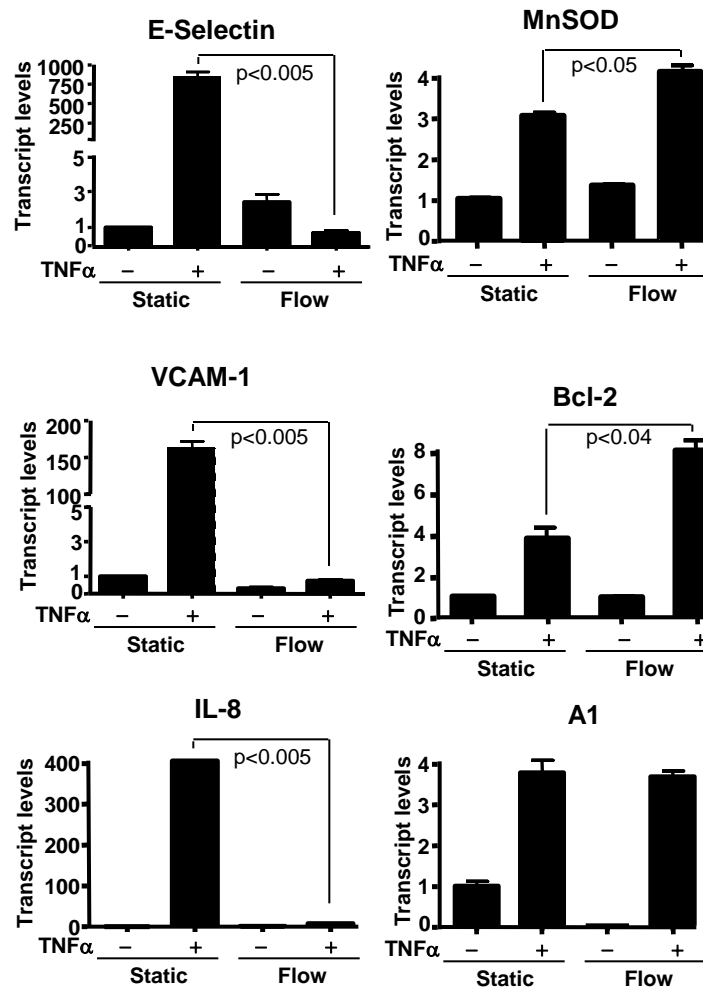 E-Selectin
Transcript levels
1000
750
500
250
5
3
1
0
p<0.005
TNFα − + − +
Static Flow
MnSOD
Transcript levels
4
3
2
1
0
p<0.05
TNFα − + − +
Static Flow
VCAM-1
Transcript levels
200
150
100
5
3
1
0
p<0.005
TNFα − + − +
Static Flow
Bcl-2
Transcript levels
8
6
4
2
0
p<0.04
TNFα − + − +
Static Flow
IL-8
Transcript levels
400
300
200
100
0
p<0.005
TNFα − + − +
Static Flow
A1
Transcript levels
4
3
2
1
0
TNFα − + − +
Static Flow